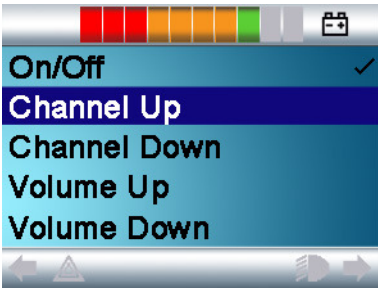 On/Off
Channel Up
Channel Down
Volume Up
Volume Down